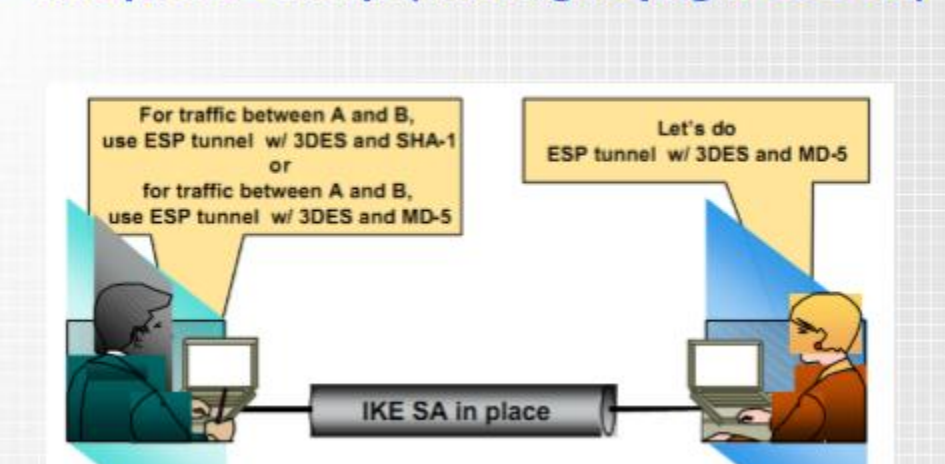 For traffic between A and B,
use ESP tunnel w/ 3DES and SHA-1
or
for traffic between A and B,
use ESP tunnel w/ 3DES and MD-5
Let's do
ESP tunnel w/ 3DES and MD-5
IKE SA in place